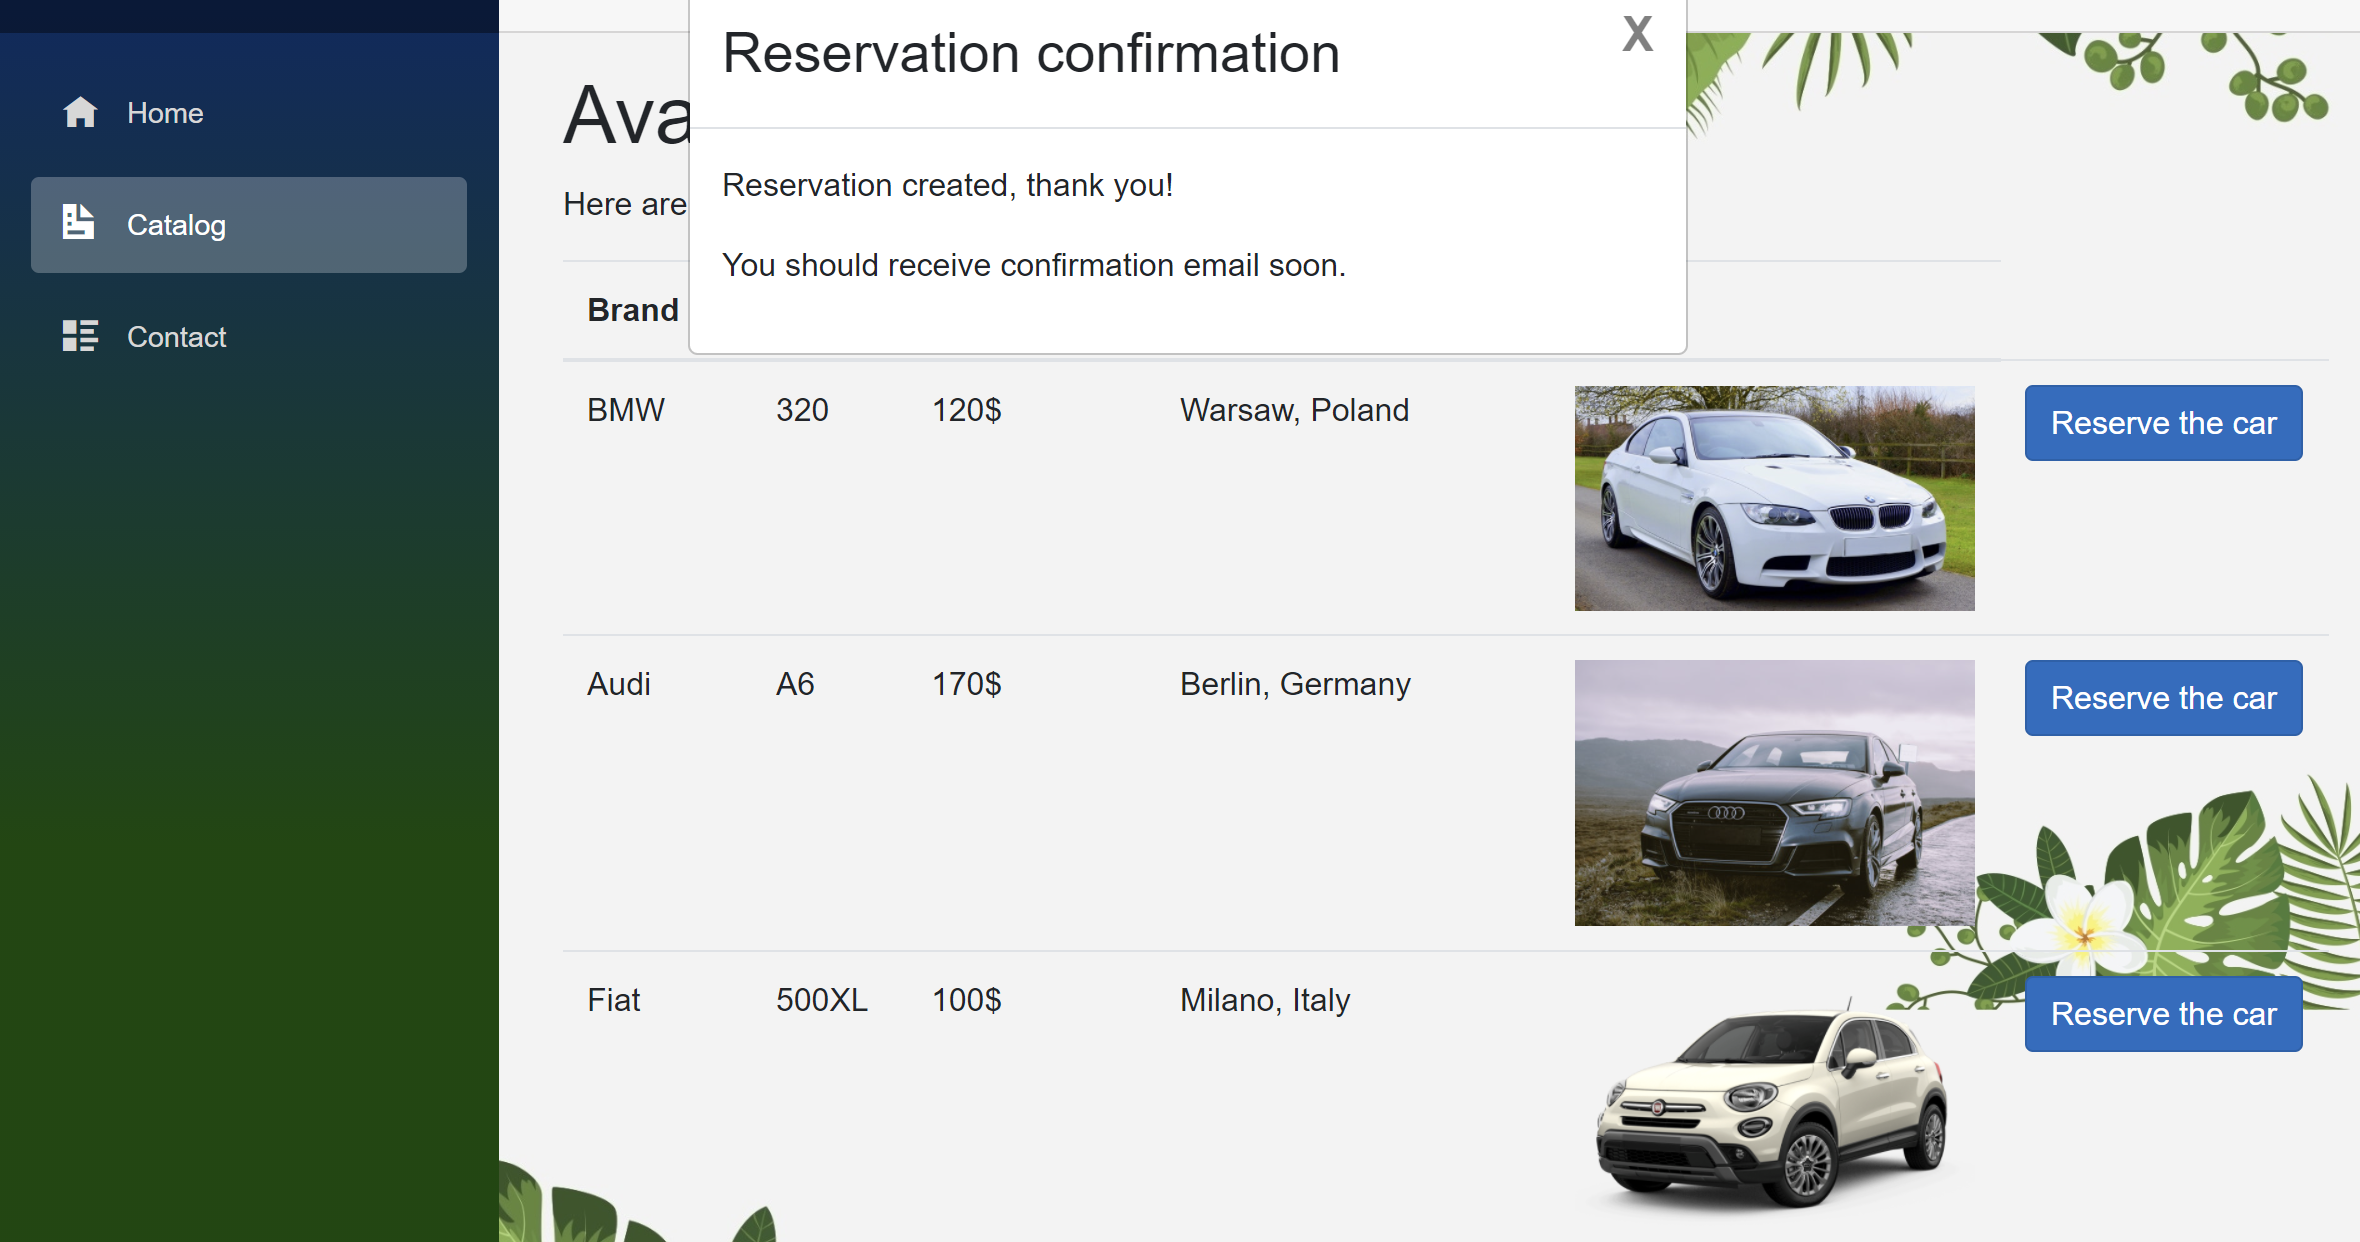 Home
Catalog
Contact
Reservation confirmation
X
Reservation created, thank you!
You should receive confirmation email soon.
Here are
Brand
BMW 320 120$ Warsaw, Poland Reserve the car
Audi A6 170$ Berlin, Germany Reserve the car
Fiat 500XL 100$ Milano, Italy Reserve the car